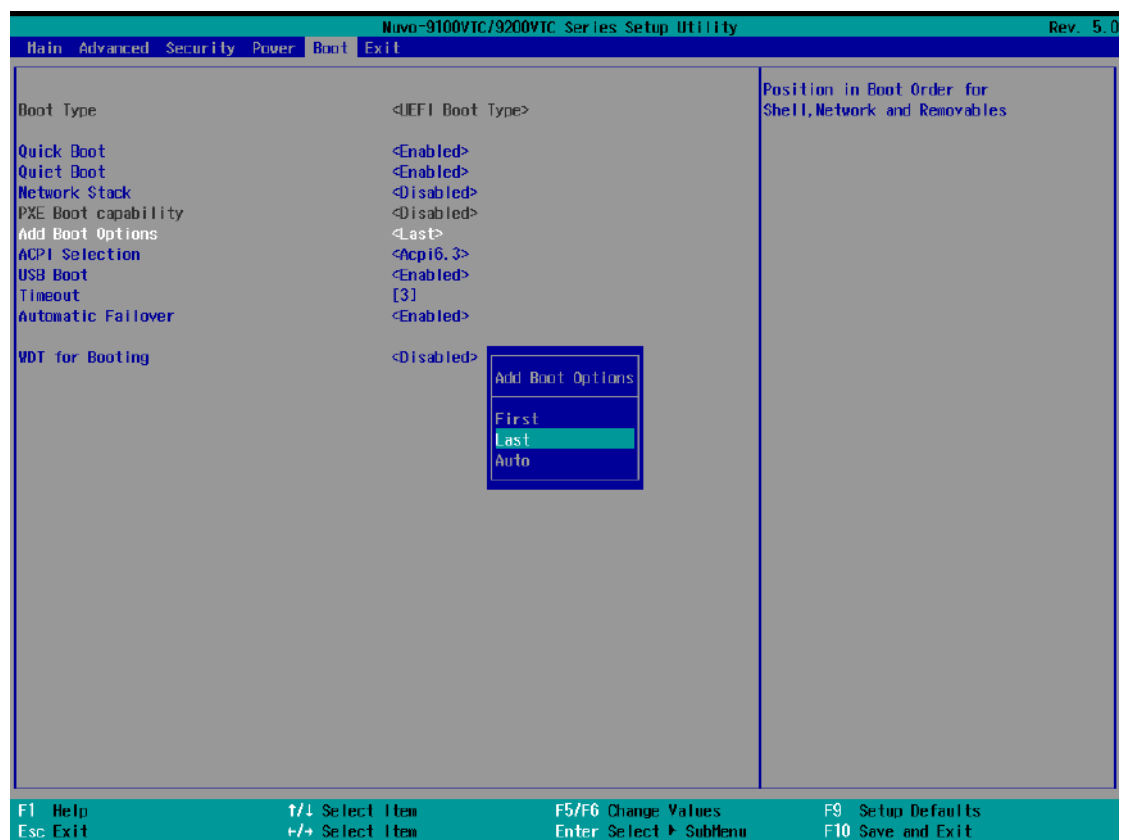 Nuvo-9100VTC/9200VTC Series Setup Utility Rev. 5.0
Main Advanced Security Power Boot Exit
Position in Boot Order for
Shell,Network and Removables
Boot Type <UEFI Boot Type>
Quick Boot <Enabled>
Quiet Boot <Enabled>
Network Stack <Disabled>
PXE Boot capability <Disabled>
Add Boot Options <Last>
ACPI Selection <Acpi6.3>
USB Boot <Enabled>
Timeout [3]
Automatic Failover <Enabled>
WDT for Booting <Disabled>
Add Boot Options
First
Last
Auto
F1 Help ↑/↓ Select Item F5/F6 Change Values F9 Setup Defaults
Esc Exit ←/→ Select Item Enter Select ▶ SubMenu F10 Save and Exit